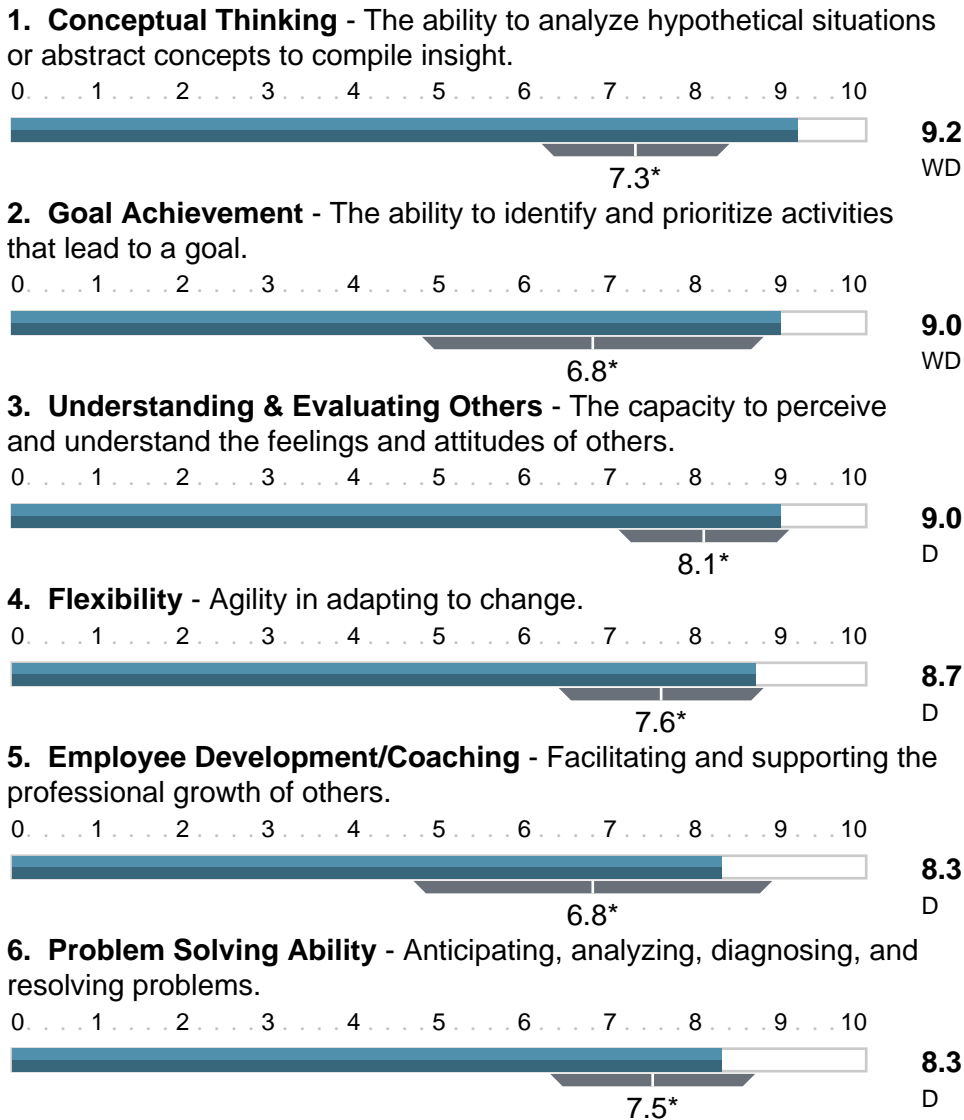 1. Conceptual Thinking - The ability to analyze hypothetical situations
or abstract concepts to compile insight.
0. . . . 1 . . . . 2 . . . . 3 . . . . 4 . . . . 5 . . . . 6 . . . . 7 . . . . 8 . . . . 9 . . . 10
9.2
WD
7.3*
2. Goal Achievement - The ability to identify and prioritize activities
that lead to a goal.
0. . . . 1 . . . . 2 . . . . 3 . . . . 4 . . . . 5 . . . . 6 . . . . 7 . . . . 8 . . . . 9 . . . 10
9.0
WD
6.8*
3. Understanding & Evaluating Others - The capacity to perceive
and understand the feelings and attitudes of others.
0. . . . 1 . . . . 2 . . . . 3 . . . . 4 . . . . 5 . . . . 6 . . . . 7 . . . . 8 . . . . 9 . . . 10
9.0
D
8.1*
4. Flexibility - Agility in adapting to change.
0. . . . 1 . . . . 2 . . . . 3 . . . . 4 . . . . 5 . . . . 6 . . . . 7 . . . . 8 . . . . 9 . . . 10
8.7
D
7.6*
5. Employee Development/Coaching - Facilitating and supporting the
professional growth of others.
0. . . . 1 . . . . 2 . . . . 3 . . . . 4 . . . . 5 . . . . 6 . . . . 7 . . . . 8 . . . . 9 . . . 10
8.3
D
6.8*
6. Problem Solving Ability - Anticipating, analyzing, diagnosing, and
resolving problems.
0. . . . 1 . . . . 2 . . . . 3 . . . . 4 . . . . 5 . . . . 6 . . . . 7 . . . . 8 . . . . 9 . . . 10
8.3
D
7.5*